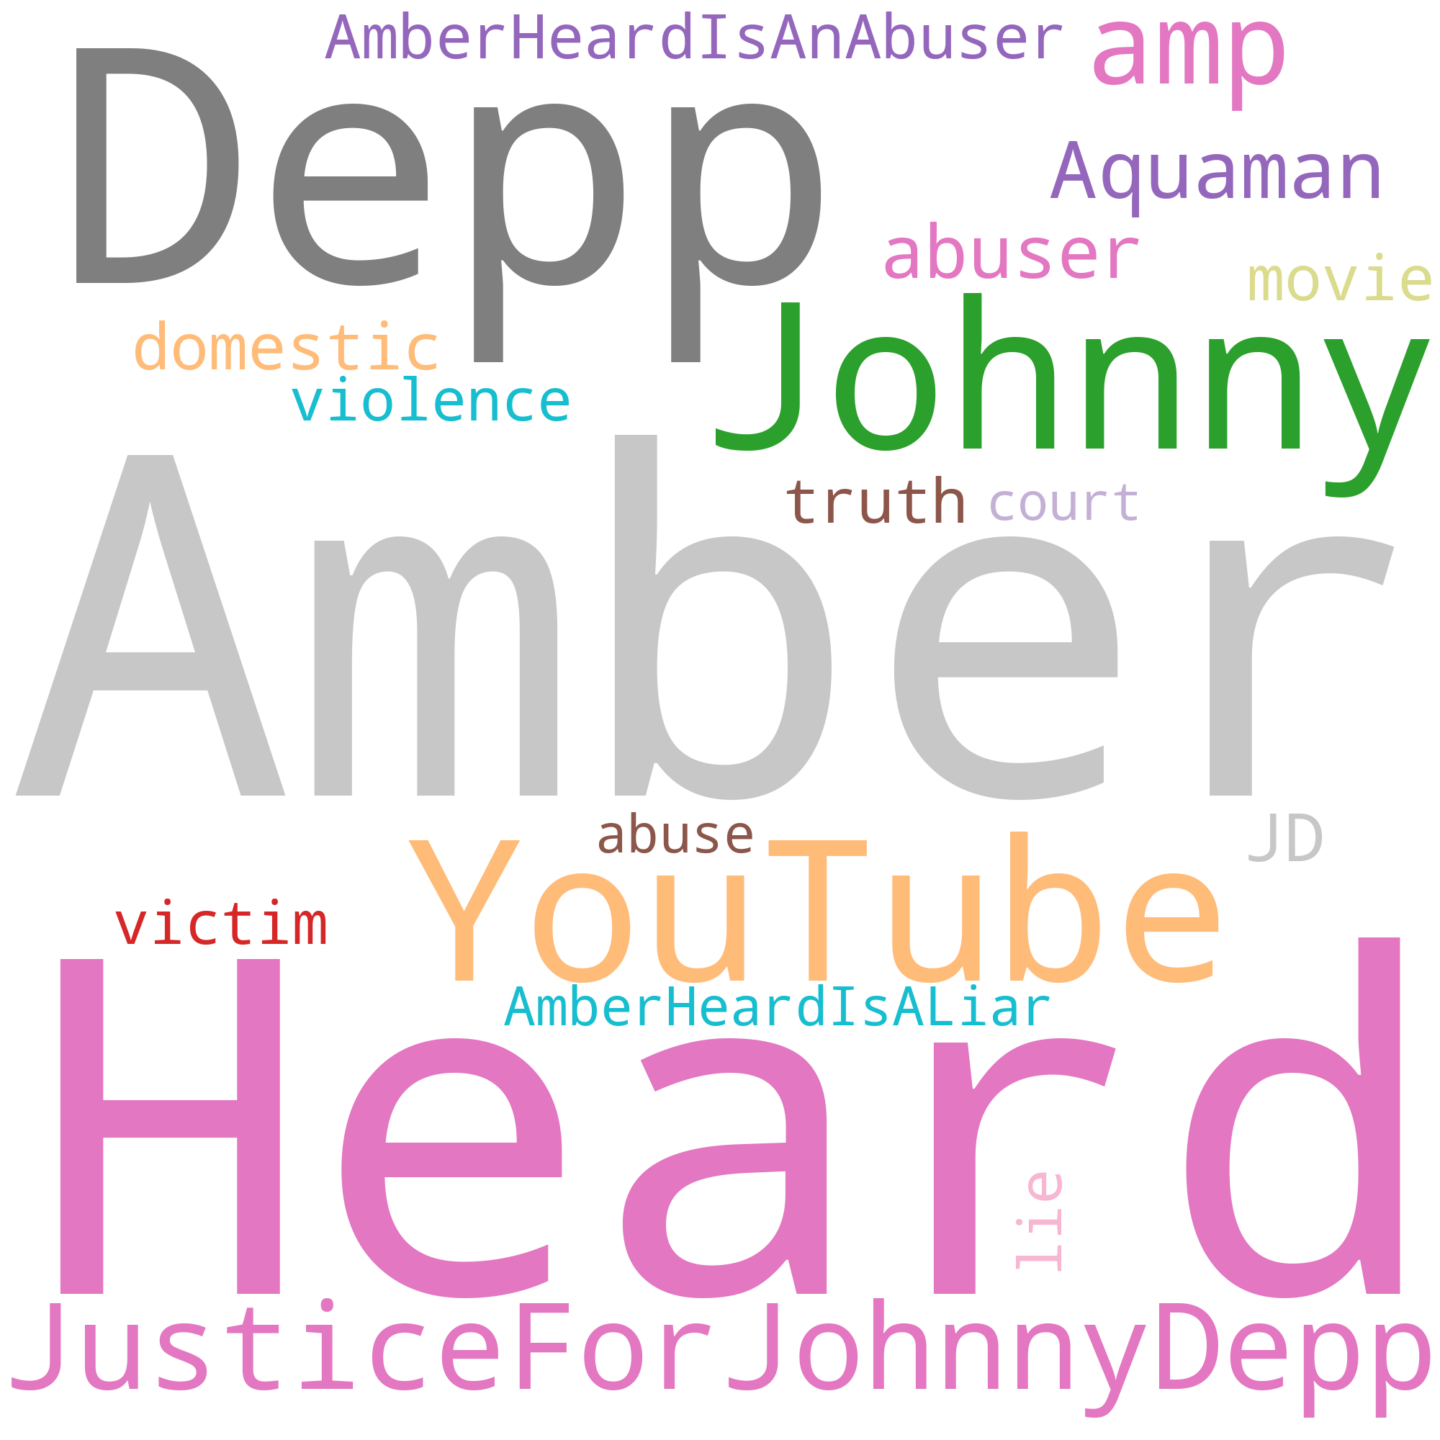 AmberHeardIsAnAbuser
amp
Depp
Aquaman
abuser
movie
domestic
Johnny
violence
truth
court
Amber
abuse
JD
YouTube
victim
AmberHeardIsALiar
Heard
lie
JusticeForJohnnyDepp